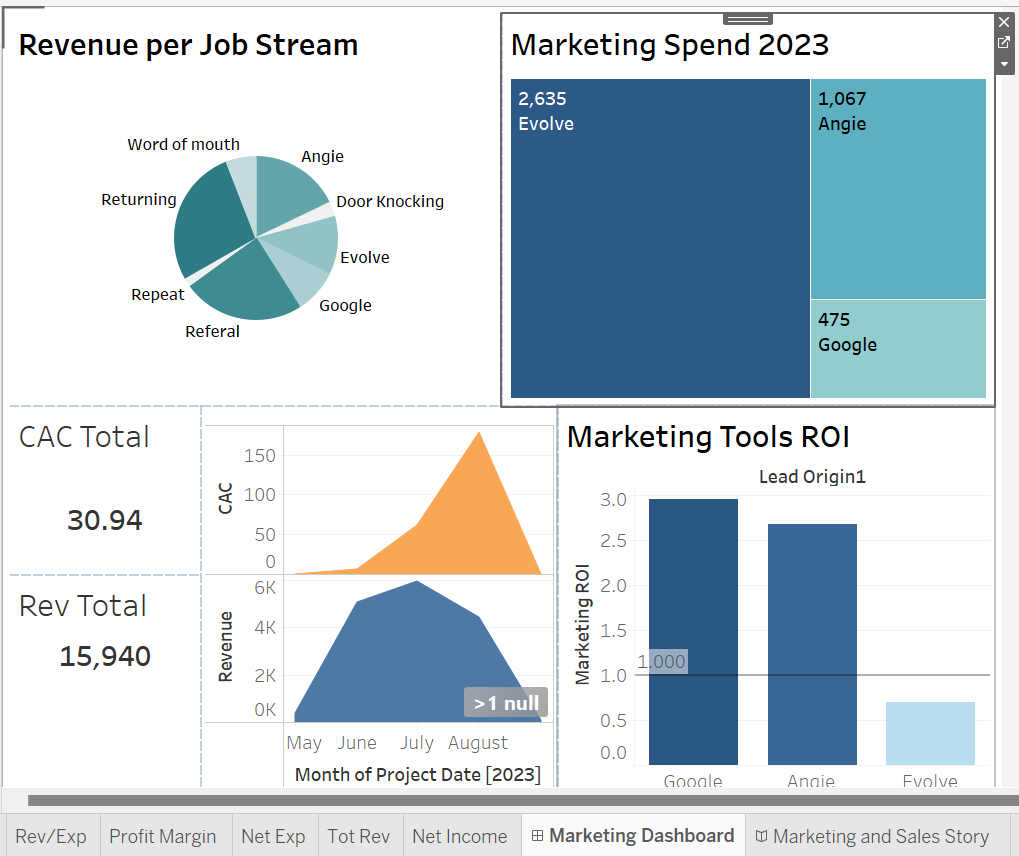 Revenue per Job Stream
Word of mouth
Angie
Returning
Door Knocking
Evolve
Repeat
Google
Referal
Marketing Spend 2023
2,635
Evolve
1,067
Angie
475
Google
CAC Total
30.94
Rev Total
15,940
CAC
150
100
50
0
Revenue
6K
4K
2K
0K
>1 null
May June July August
Month of Project Date [2023]
Marketing Tools ROI
Lead Origin1
Marketing ROI
3.0
2.5
2.0
1.5
1.0
0.5
0.0
1.000
Google Angie Evolve
Rev/Exp Profit Margin Net Exp Tot Rev Net Income Marketing Dashboard Marketing and Sales Story